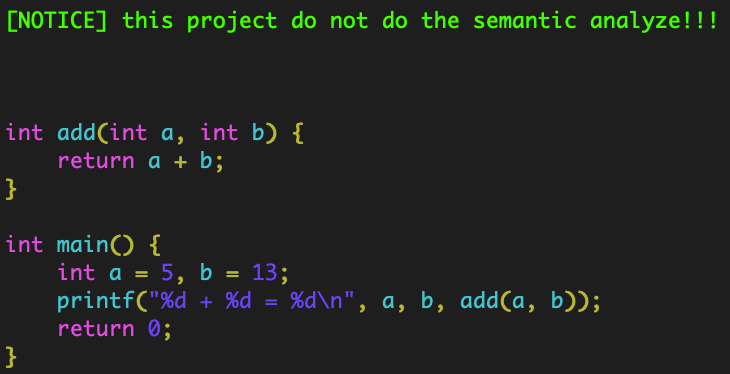 [NOTICE] this project do not do the semantic analyze!!!
int add(int a, int b) {
    return a + b;
}
int main() {
    int a = 5, b = 13;
    printf("%d + %d = %d\n", a, b, add(a, b));
    return 0;
}